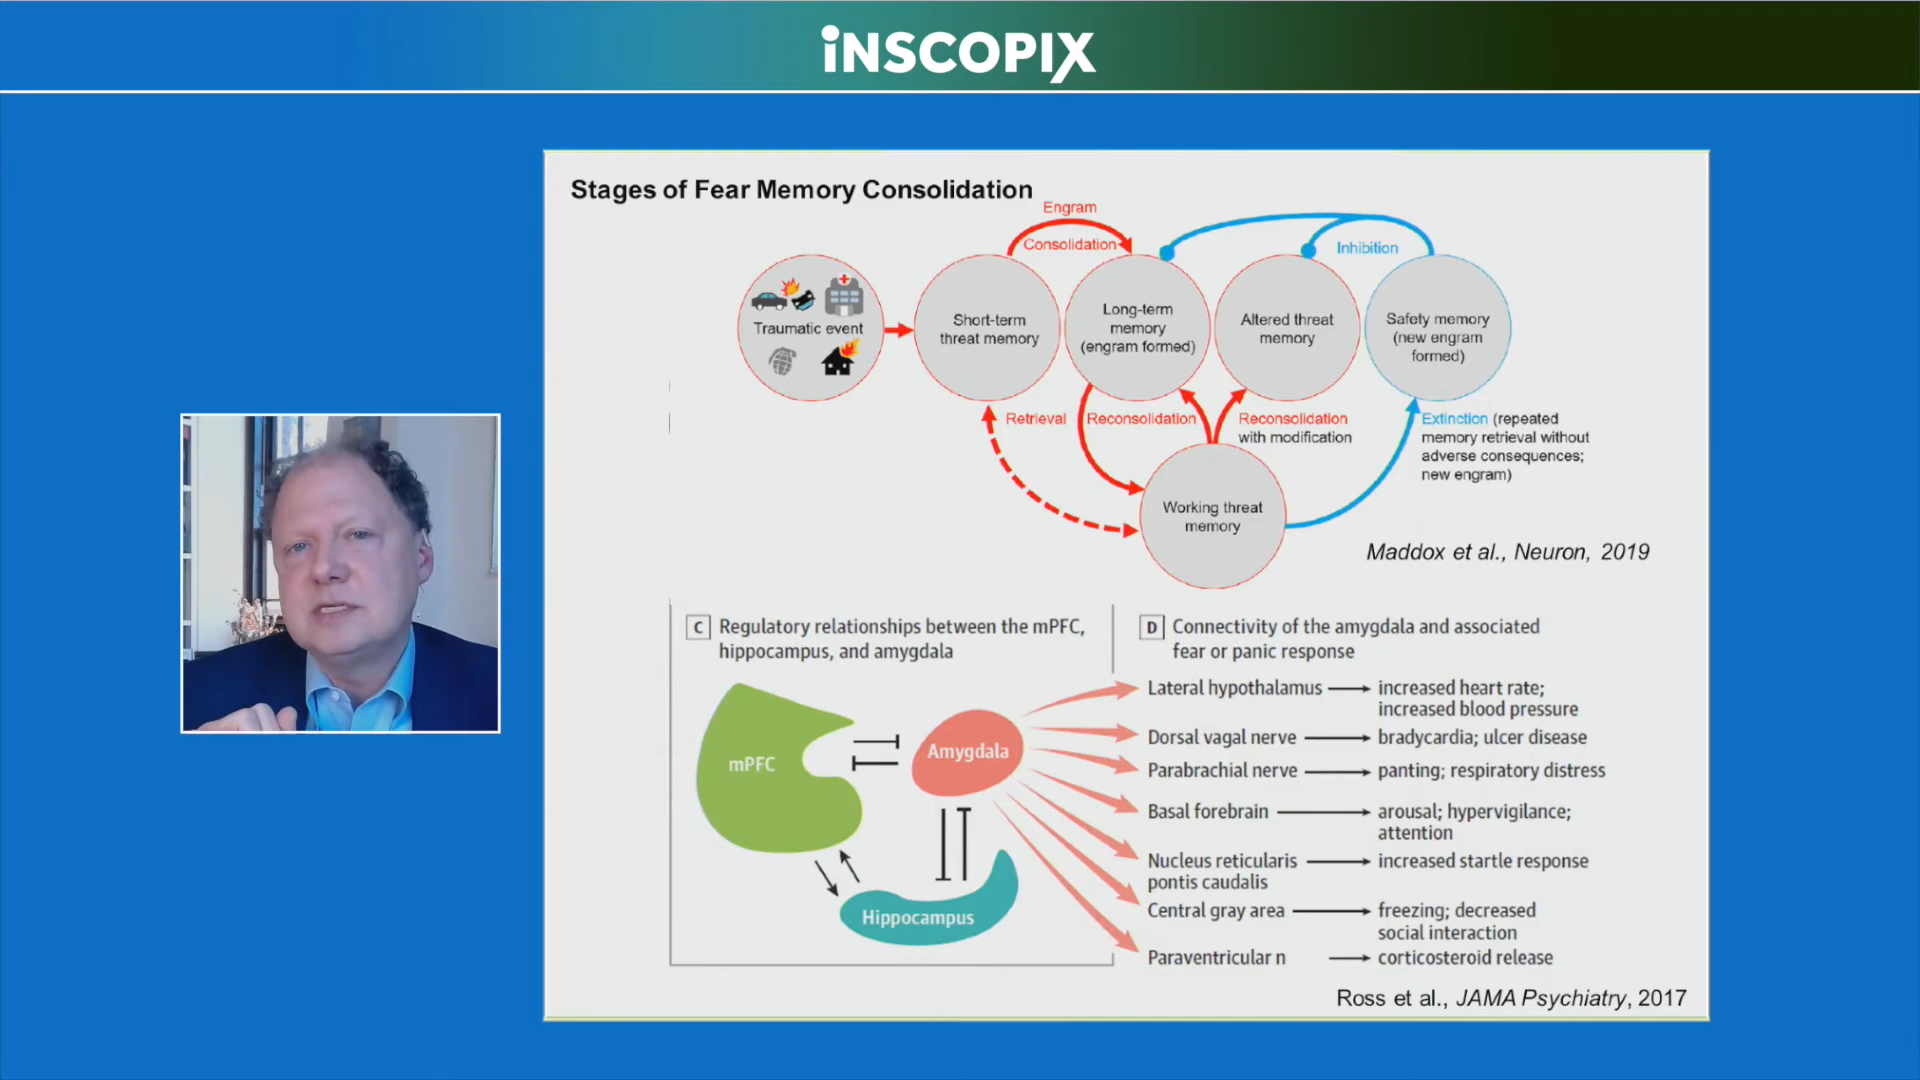 iNSCOPIX
Stages of Fear Memory Consolidation
Engram
Consolidation
Inhibition
Traumatic event
Short-term
threat memory
Long-term
memory
(engram formed)
Altered threat
memory
Safety memory
(new engram
formed)
Retrieval
Reconsolidation
Reconsolidation
with modification
Extinction (repeated
memory retrieval without
adverse consequences;
new engram)
Working threat
memory
Maddox et al., Neuron, 2019
C Regulatory relationships between the mPFC,
hippocampus, and amygdala
mPFC
Amygdala
Hippocampus
D Connectivity of the amygdala and associated
fear or panic response
Lateral hypothalamus
increased heart rate;
increased blood pressure
Dorsal vagal nerve
bradycardia; ulcer disease
Parabrachial nerve
panting; respiratory distress
Basal forebrain
arousal; hypervigilance;
attention
Nucleus reticularis
pontis caudalis
increased startle response
Central gray area
freezing; decreased
social interaction
Paraventricular n
corticosteroid release
Ross et al., JAMA Psychiatry, 2017